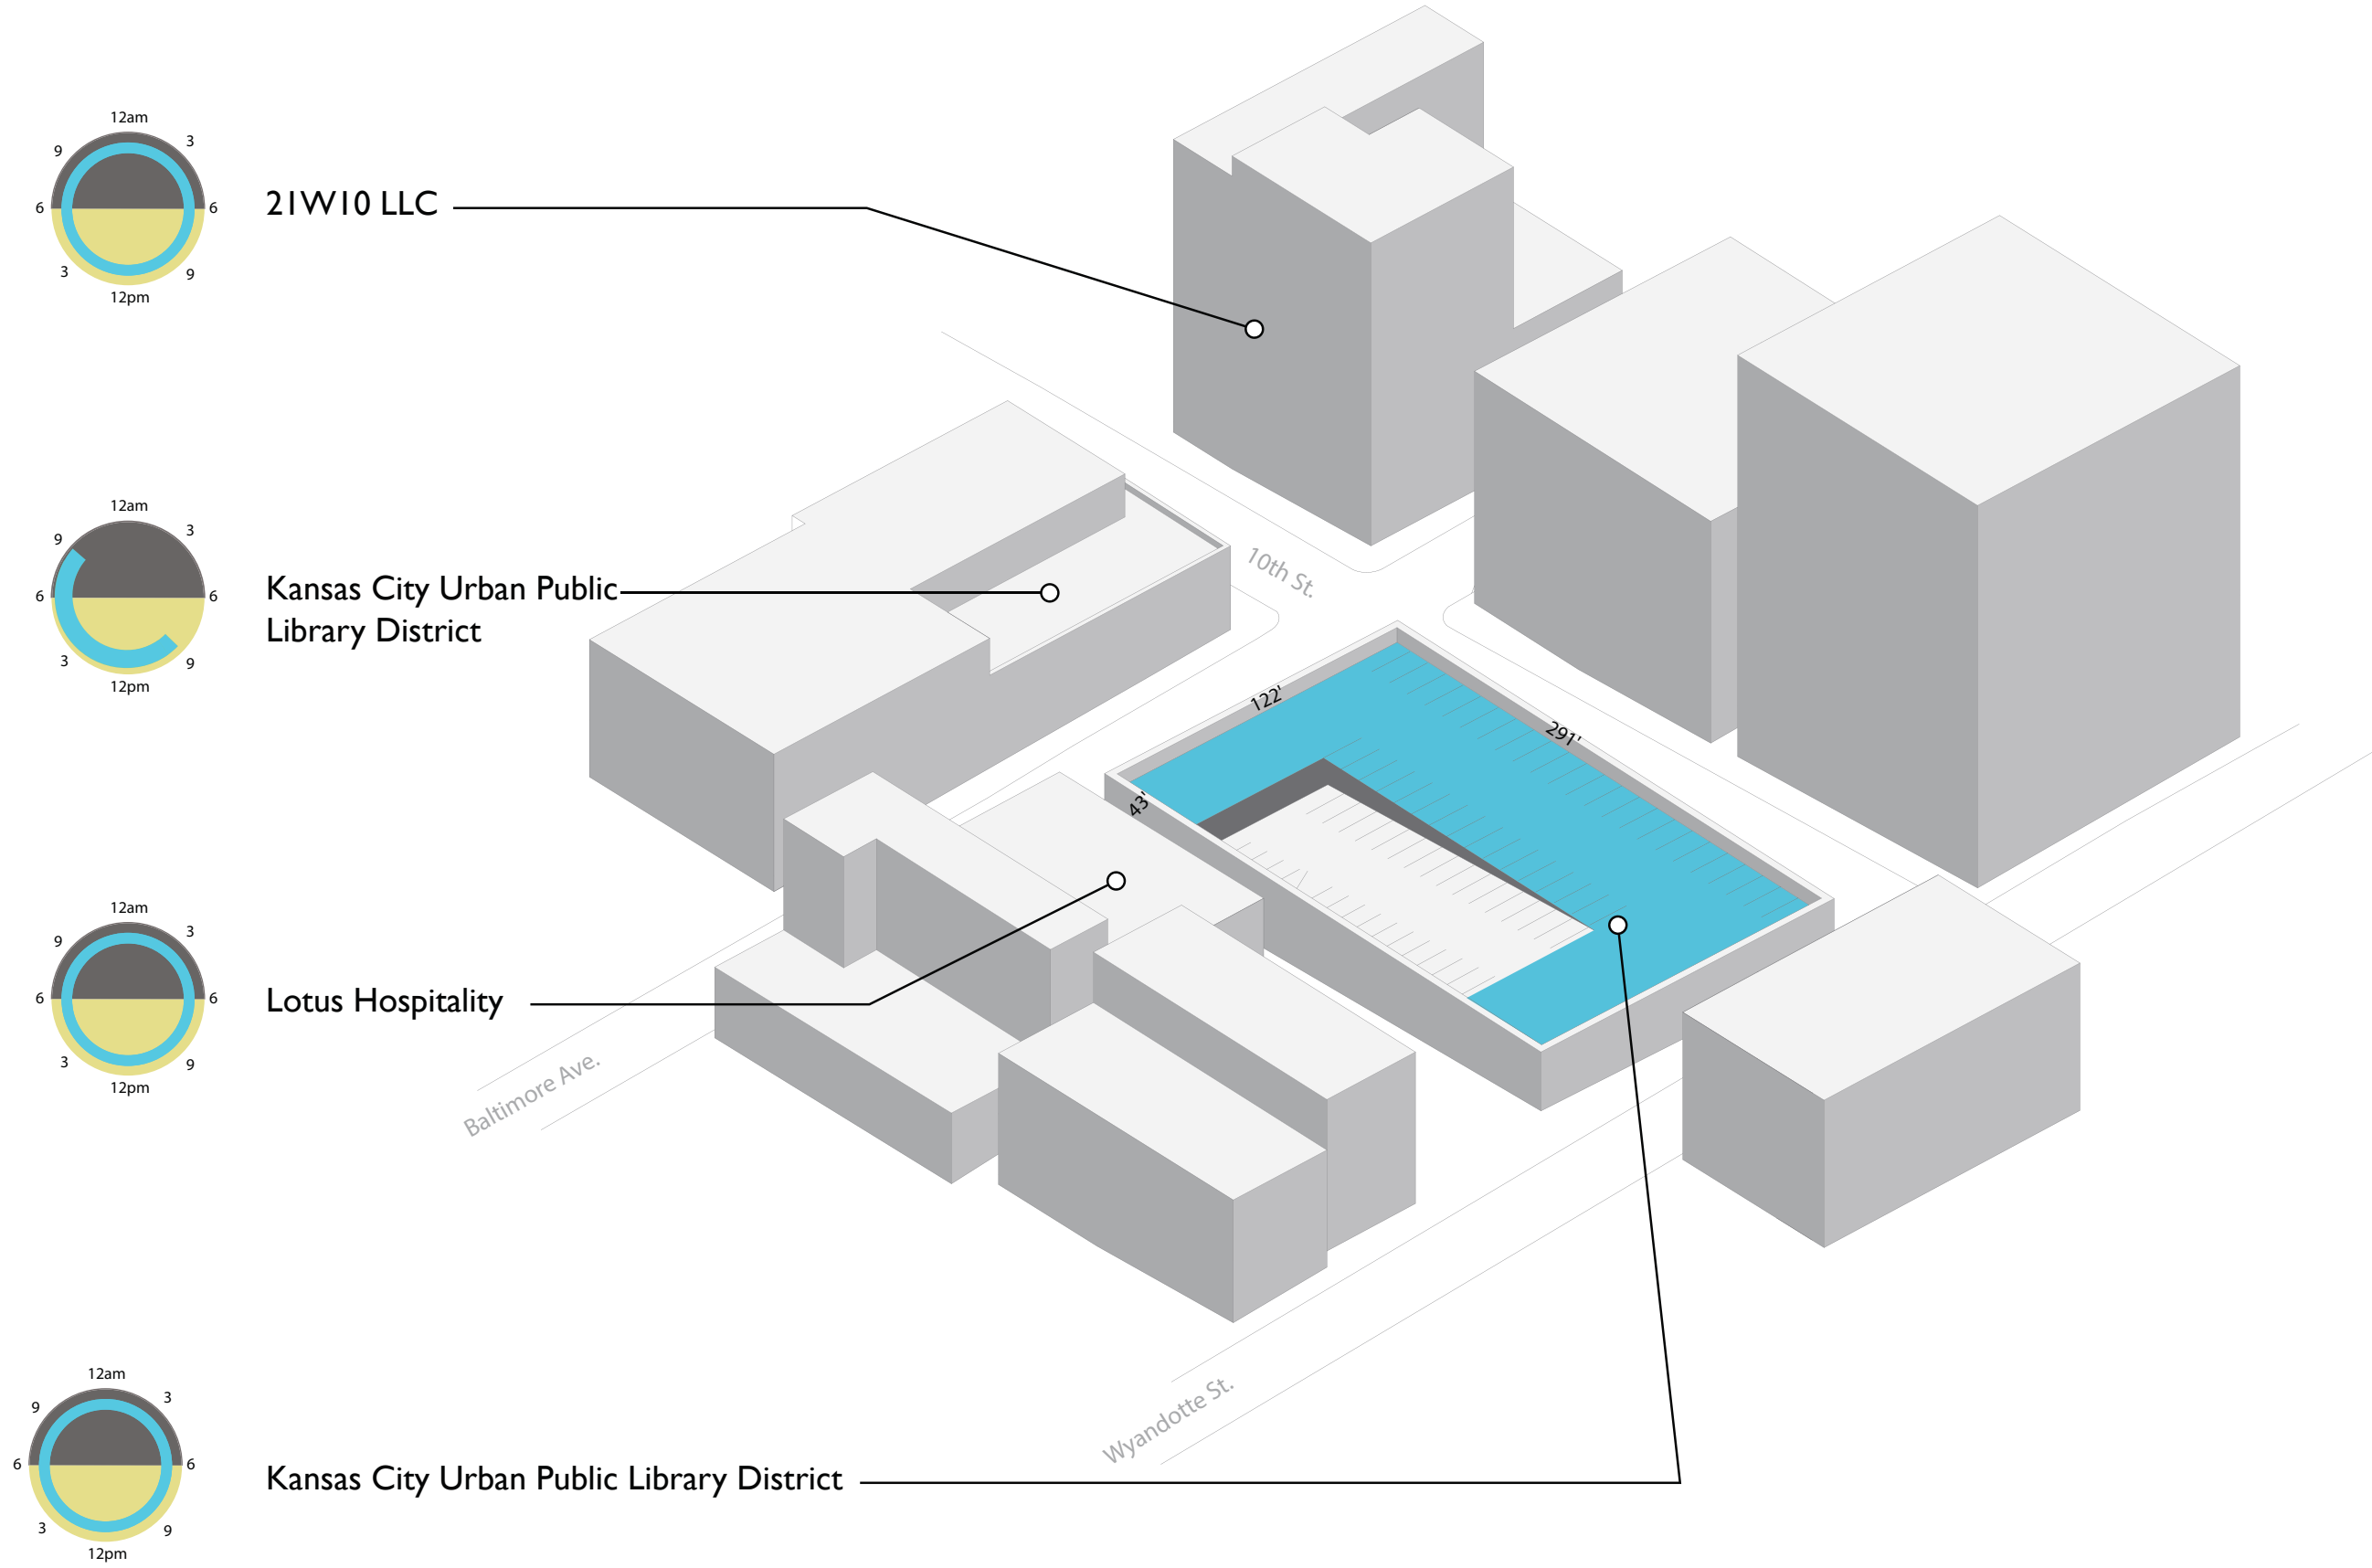 12am
9
3
6
6
3
9
12pm
21W10 LLC
12am
9
3
6
6
3
9
12pm
Kansas City Urban Public
Library District
12am
9
3
6
6
3
9
12pm
Lotus Hospitality
12am
9
3
6
6
3
9
12pm
Kansas City Urban Public Library District
10th St.
122'
291'
43'
Baltimore Ave.
Wyandotte St.